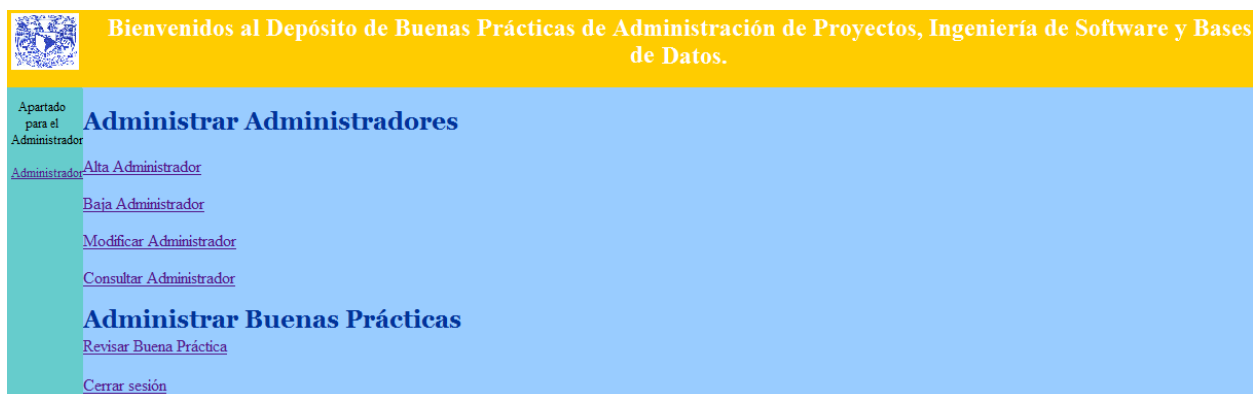 Bienvenidos al Depósito de Buenas Prácticas de Administración de Proyectos, Ingeniería de Software y Bases
de Datos.
Apartado
para el
Administrador
Administrador
Administrar Administradores
Alta Administrador
Baja Administrador
Modificar Administrador
Consultar Administrador
Administrar Buenas Prácticas
Revisar Buena Práctica
Cerrar sesión